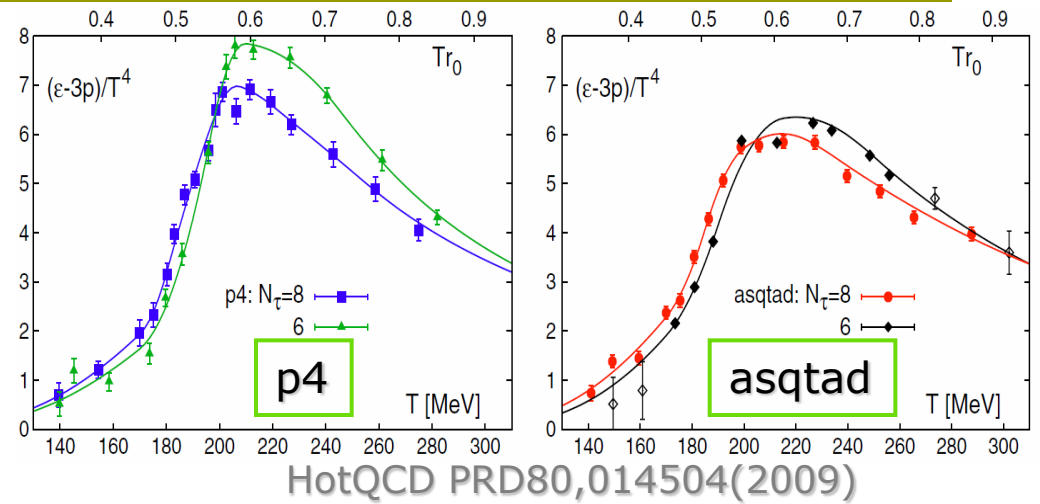 0.4 0.5 0.6 0.7 0.8 0.9
Tr₀
(ε-3p)/T⁴
8
7
6
5
4
3
2
1
0
p4: Nτ=8
6
p4
T [MeV]
140 160 180 200 220 240 260 280 300
0.4 0.5 0.6 0.7 0.8 0.9
Tr₀
(ε-3p)/T⁴
8
7
6
5
4
3
2
1
0
asqtad: Nτ=8
6
asqtad
T [MeV]
140 160 180 200 220 240 260 280 300
HotQCD PRD80,014504(2009)